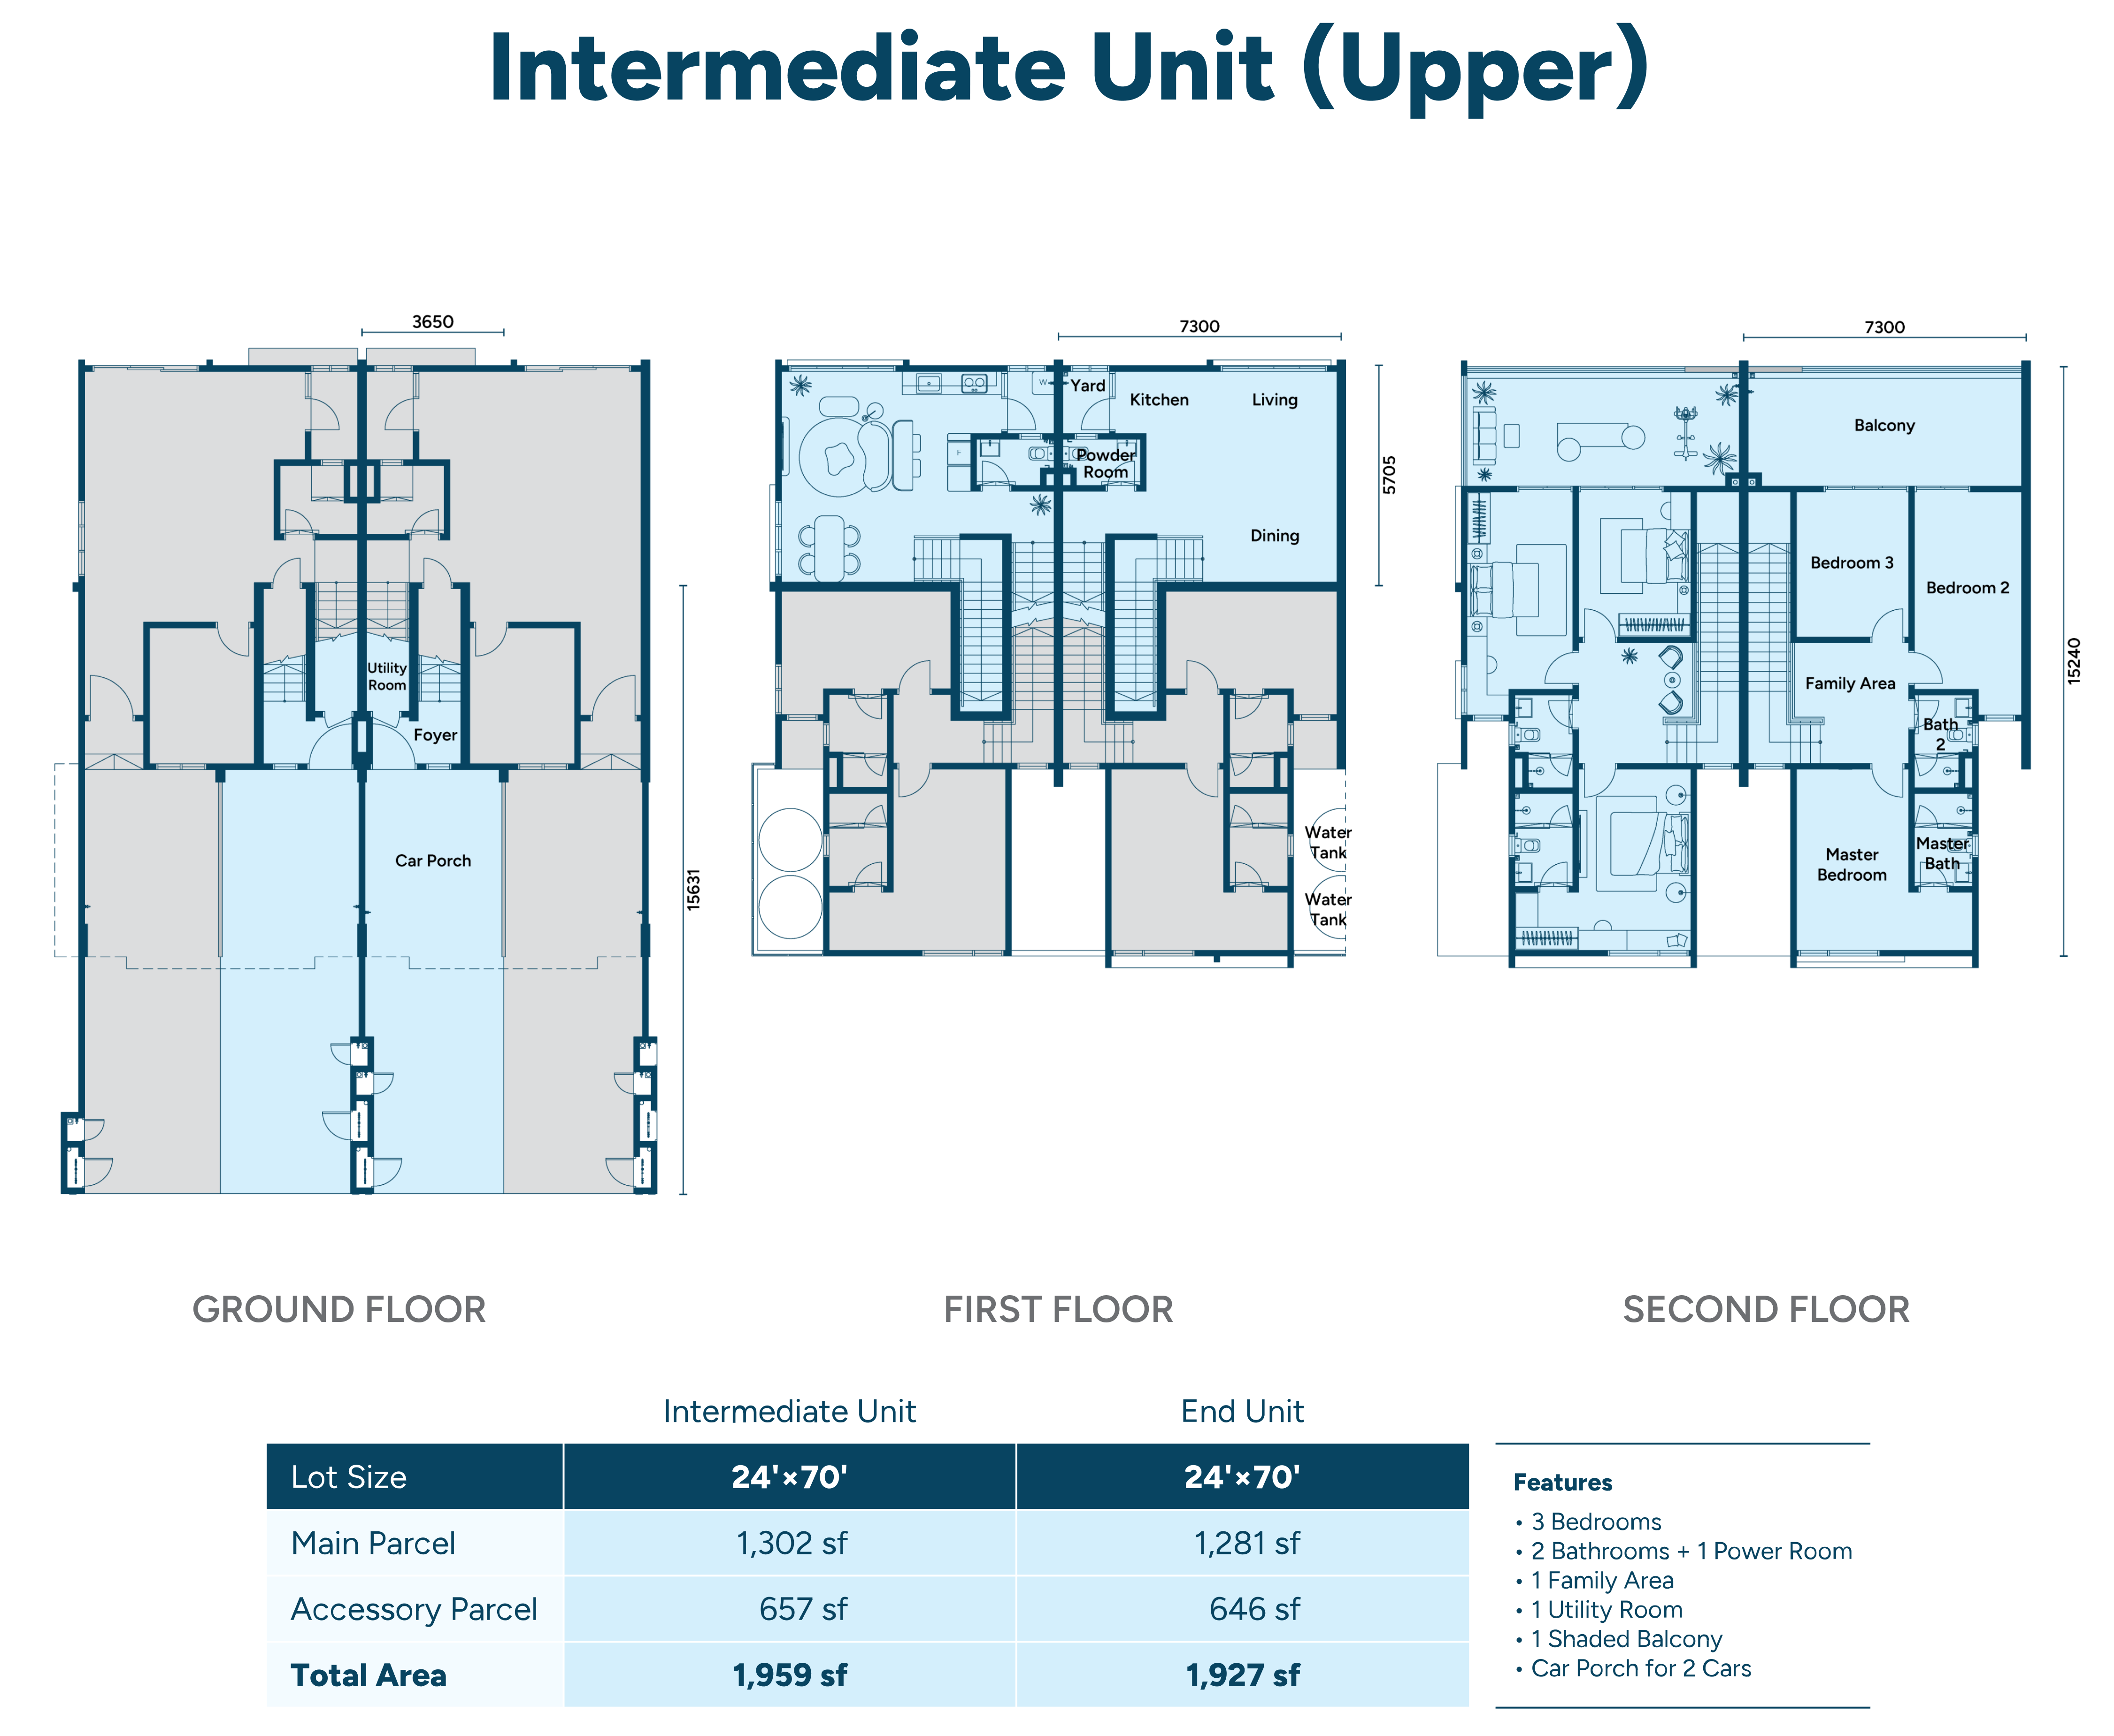 Intermediate Unit (Upper)
3650
Utility
Room
Foyer
Car Porch
15631
7300
Yard
Kitchen
Living
W
F
Powder
Room
Dining
5705
Water
Tank
Water
Tank
7300
Balcony
Bedroom 3
Bedroom 2
Family Area
Bath
2
Master
Bedroom
Master
Bath
15240
GROUND FLOOR
FIRST FLOOR
SECOND FLOOR
Intermediate Unit
End Unit
Lot Size 24'×70' 24'×70'
Main Parcel 1,302 sf 1,281 sf
Accessory Parcel 657 sf 646 sf
Total Area 1,959 sf 1,927 sf
Features
• 3 Bedrooms
• 2 Bathrooms + 1 Power Room
• 1 Family Area
• 1 Utility Room
• 1 Shaded Balcony
• Car Porch for 2 Cars